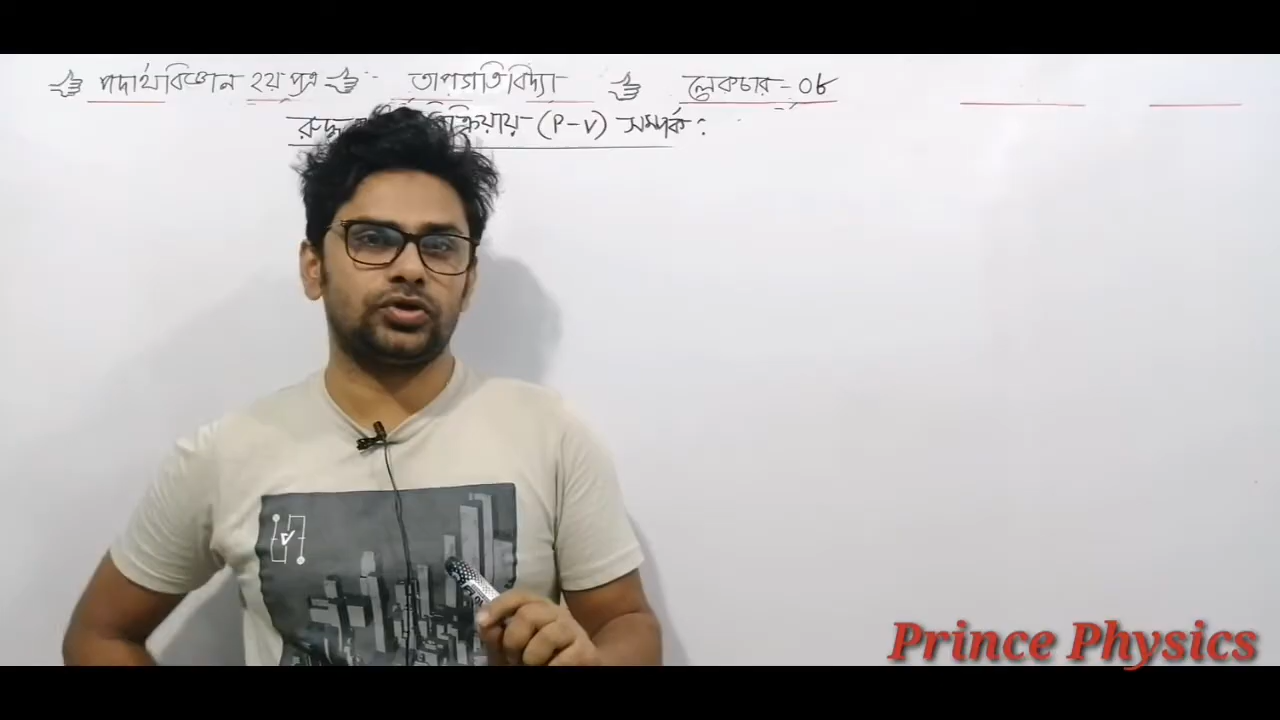 পদার্থবিজ্ঞান ২য় পত্র তাপগতিবিদ্যা লেকচার - ০৮
রুদ্ধ ক্রিয়ায় (P-V) সম্পর্ক :
Prince Physics